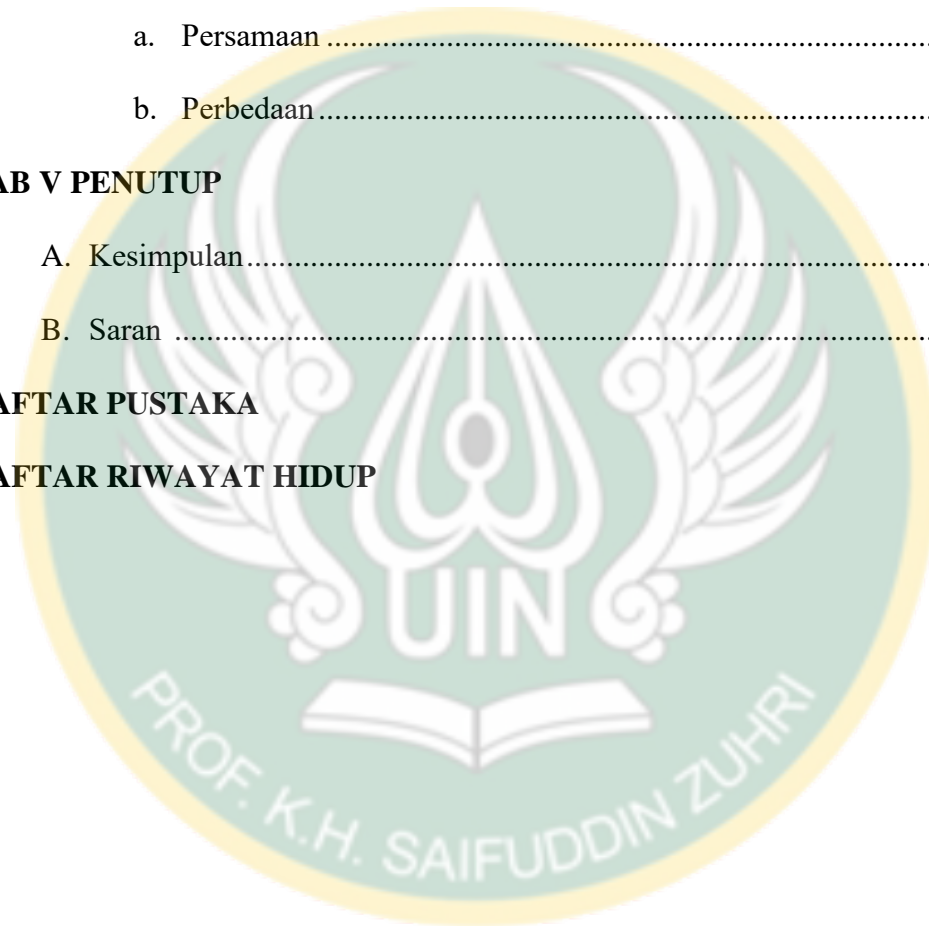 a. Persamaan ........................................................................
b. Perbedaan ........................................................................
AB V PENUTUP
A. Kesimpulan ........................................................................
B. Saran ........................................................................
AFTAR PUSTAKA
AFTAR RIWAYAT HIDUP
UIN
PROF. K.H. SAIFUDDIN ZUHRI